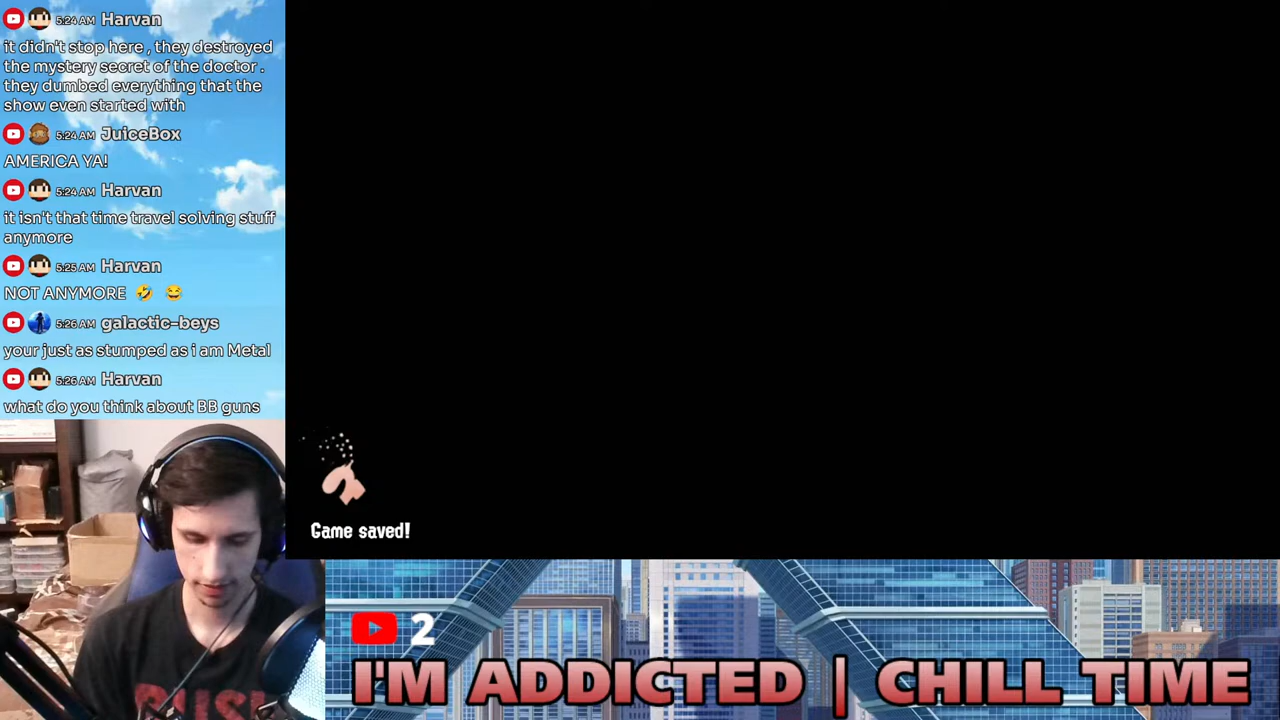 5:24 AM Harvan
it didn't stop here , they destroyed
the mystery secret of the doctor .
they dumbed everything that the
show even started with
5:24 AM JuiceBox
AMERICA YA!
5:24 AM Harvan
it isn't that time travel solving stuff
anymore
5:25 AM Harvan
NOT ANYMORE 🤣 😂
5:26 AM galactic-beys
your just as stumped as i am Metal
5:26 AM Harvan
what do you think about BB guns
Game saved!
2
I'M ADDICTED | CHILL TIME